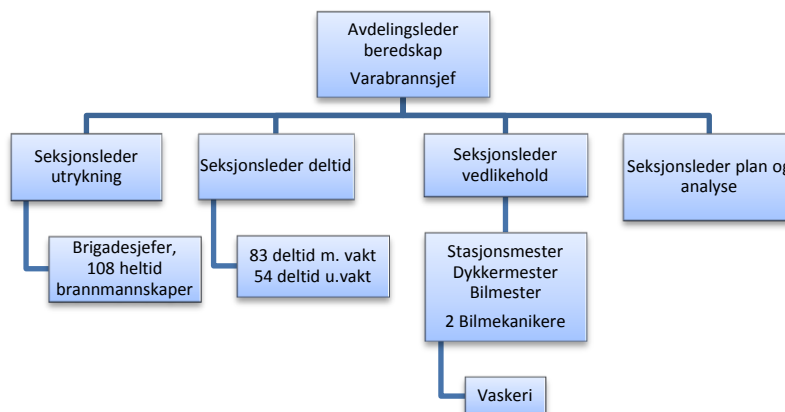 Avdelingsleder
beredskap
Varabrannsjef
Seksjonsleder
utrykning
Seksjonsleder deltid
Seksjonsleder
vedlikehold
Seksjonsleder plan og
analyse
Brigadesjefer,
108 heltid
brannmannskaper
83 deltid m. vakt
54 deltid u.vakt
Stasjonsmester
Dykkermester
Bilmester
2 Bilmekanikere
Vaskeri